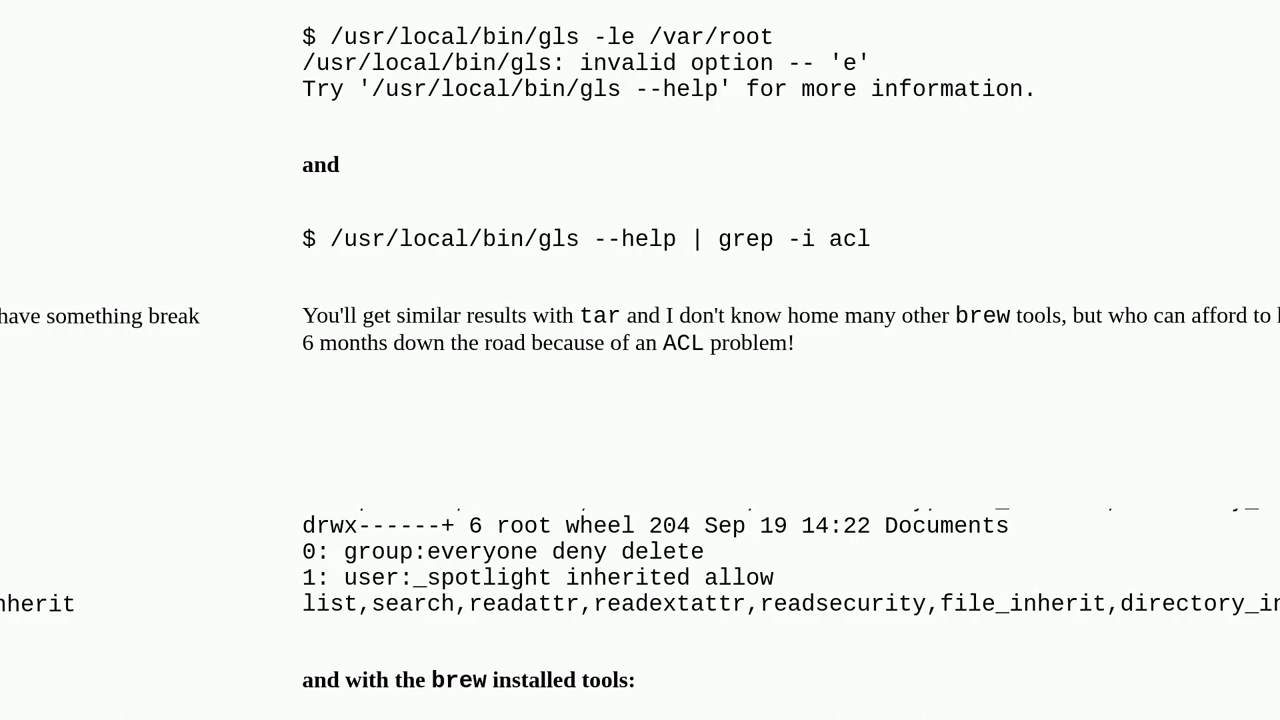 $ /usr/local/bin/gls -le /var/root
/usr/local/bin/gls: invalid option -- 'e'
Try '/usr/local/bin/gls --help' for more information.
and
$ /usr/local/bin/gls --help | grep -i acl
have something break
You'll get similar results with tar and I don't know home many other brew tools, but who can afford to
6 months down the road because of an ACL problem!
drwx------+ 6 root wheel 204 Sep 19 14:22 Documents
0: group:everyone deny delete
1: user:_spotlight inherited allow
nherit
list,search,readattr,readextattr,readsecurity,file_inherit,directory_in
and with the brew installed tools: